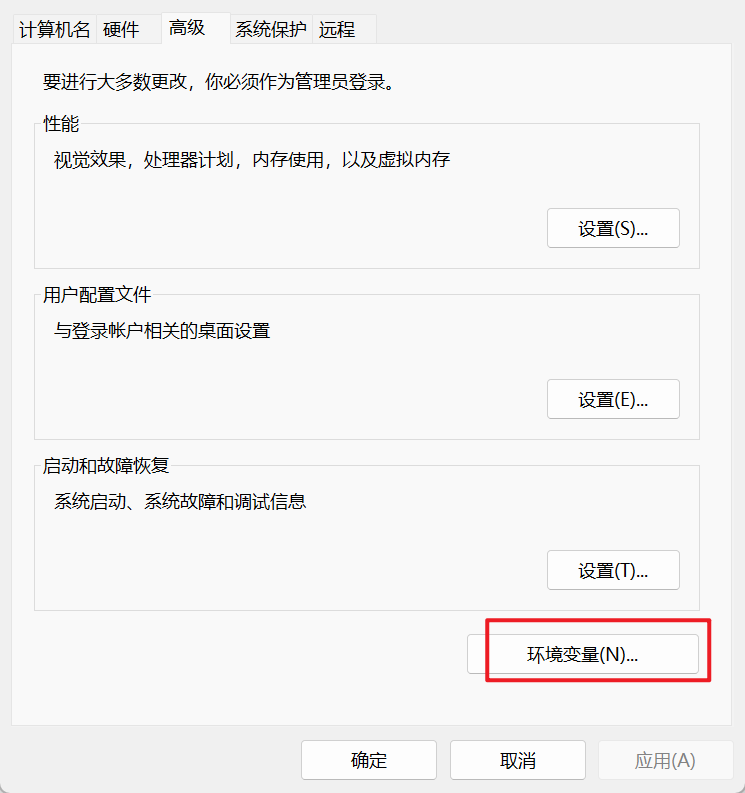 计算机名 硬件 高级 系统保护 远程
要进行大多数更改，你必须作为管理员登录。
性能
视觉效果，处理器计划，内存使用，以及虚拟内存
设置(S)...
用户配置文件
与登录帐户相关的桌面设置
设置(E)...
启动和故障恢复
系统启动、系统故障和调试信息
设置(T)...
环境变量(N)...
确定 取消 应用(A)